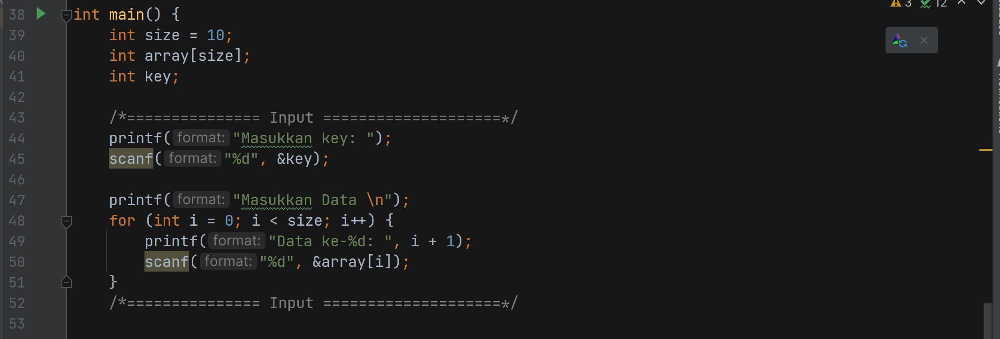 3 12
38 int main() {
39 int size = 10;
40 int array[size];
41 int key;
42
43 /*=============== Input ====================*/
44 printf( format: "Masukkan key: ");
45 scanf( format: "%d", &key);
46
47 printf( format: "Masukkan Data \n");
48 for (int i = 0; i < size; i++) {
49 printf( format: "Data ke-%d: ", i + 1);
50 scanf( format: "%d", &array[i]);
51 }
52 /*=============== Input ====================*/
53